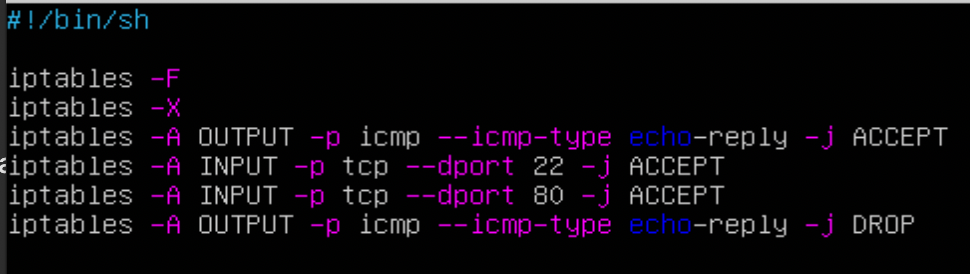 #!/bin/sh
iptables -F
iptables -X
iptables -A OUTPUT -p icmp --icmp-type echo-reply -j ACCEPT
iptables -A INPUT -p tcp --dport 22 -j ACCEPT
iptables -A INPUT -p tcp --dport 80 -j ACCEPT
iptables -A OUTPUT -p icmp --icmp-type echo-reply -j DROP